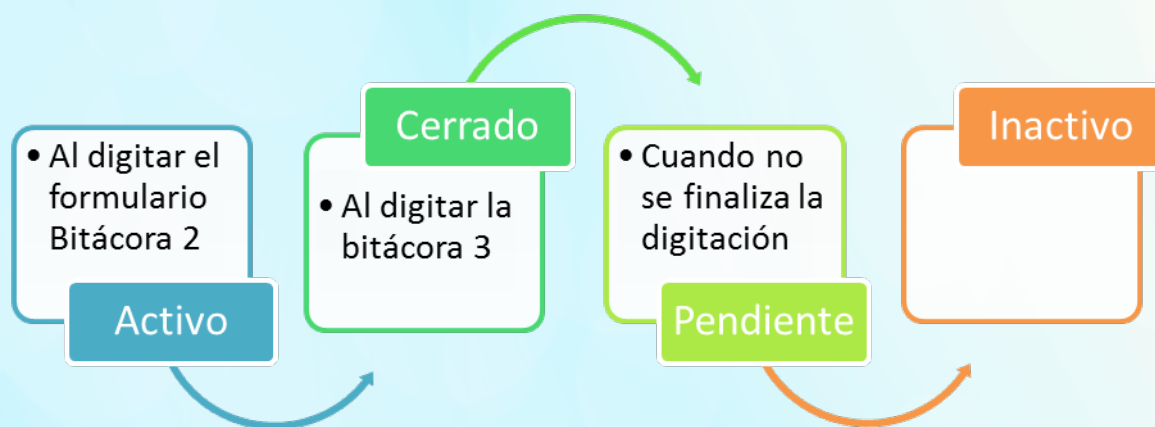 • Al digitar el
formulario
Bitácora 2
Activo
Cerrado
• Al digitar la
bitácora 3
• Cuando no
se finaliza la
digitación
Pendiente
Inactivo